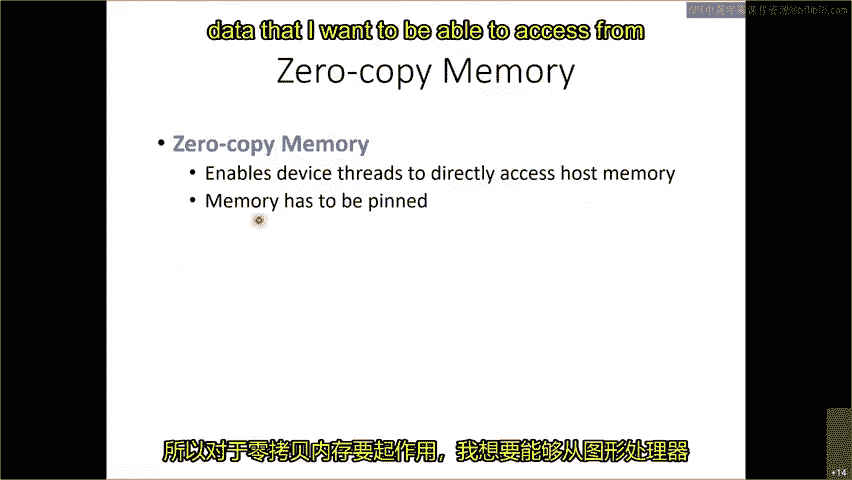 data that I want to be able to access from
Zero-copy Memory
• Zero-copy Memory
• Enables device threads to directly access host memory
• Memory has to be pinned
所以对于零拷贝内存要起作用，我想要能够从图形处理器
+14